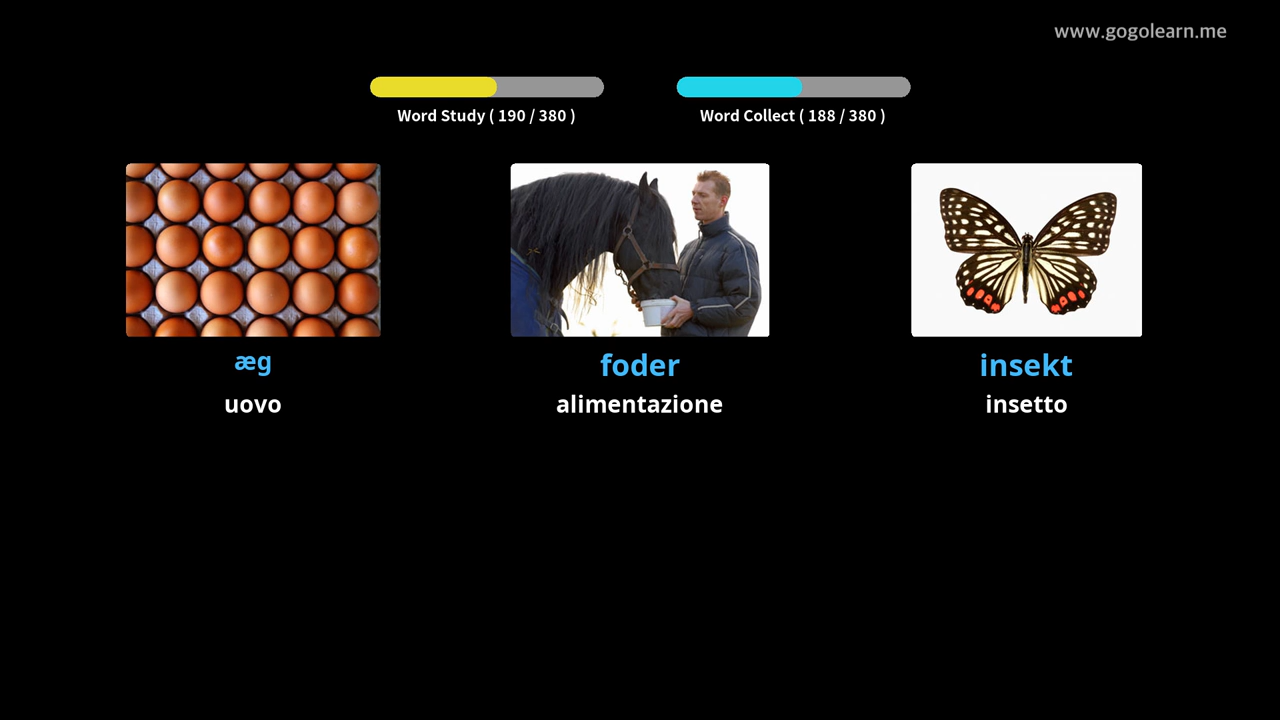 www.gogolearn.me
Word Study ( 190 / 380 )
Word Collect ( 188 / 380 )
æg
foder
insekt
uovo
alimentazione
insetto